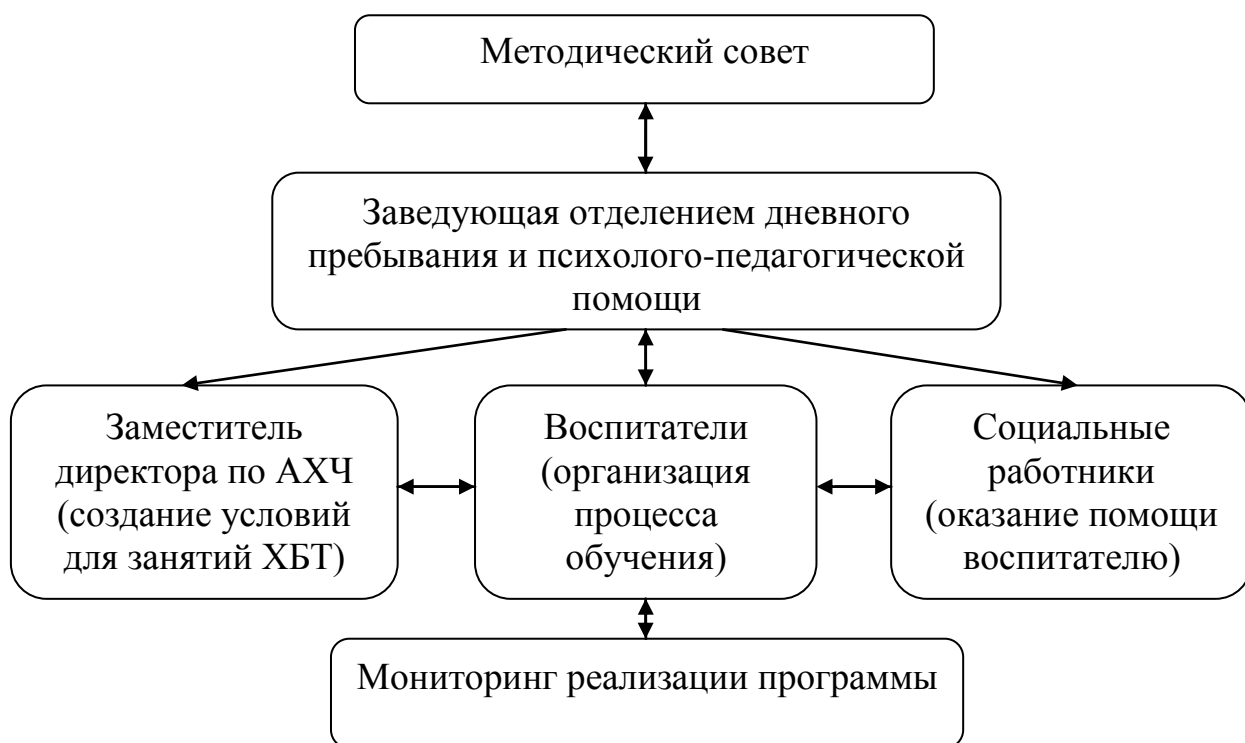 Методический совет
Заведующая отделением дневного
пребывания и психолого-педагогической
помощи
Заместитель
директора по АХЧ
(создание условий
для занятий ХБТ)
Воспитатели
(организация
процесса
обучения)
Социальные
работники
(оказание помощи
воспитателю)
Мониторинг реализации программы